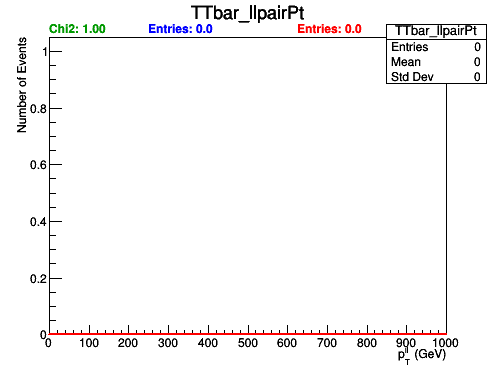 TTbar_llpairPt
Chi2: 1.00 Entries: 0.0 Entries: 0.0
TTbar_llpairPt
Entries 0
Mean 0
Std Dev 0
Number of Events
1
0.8
0.6
0.4
0.2
0
0 100 200 300 400 500 600 700 800 900 1000
p_T^ll (GeV)